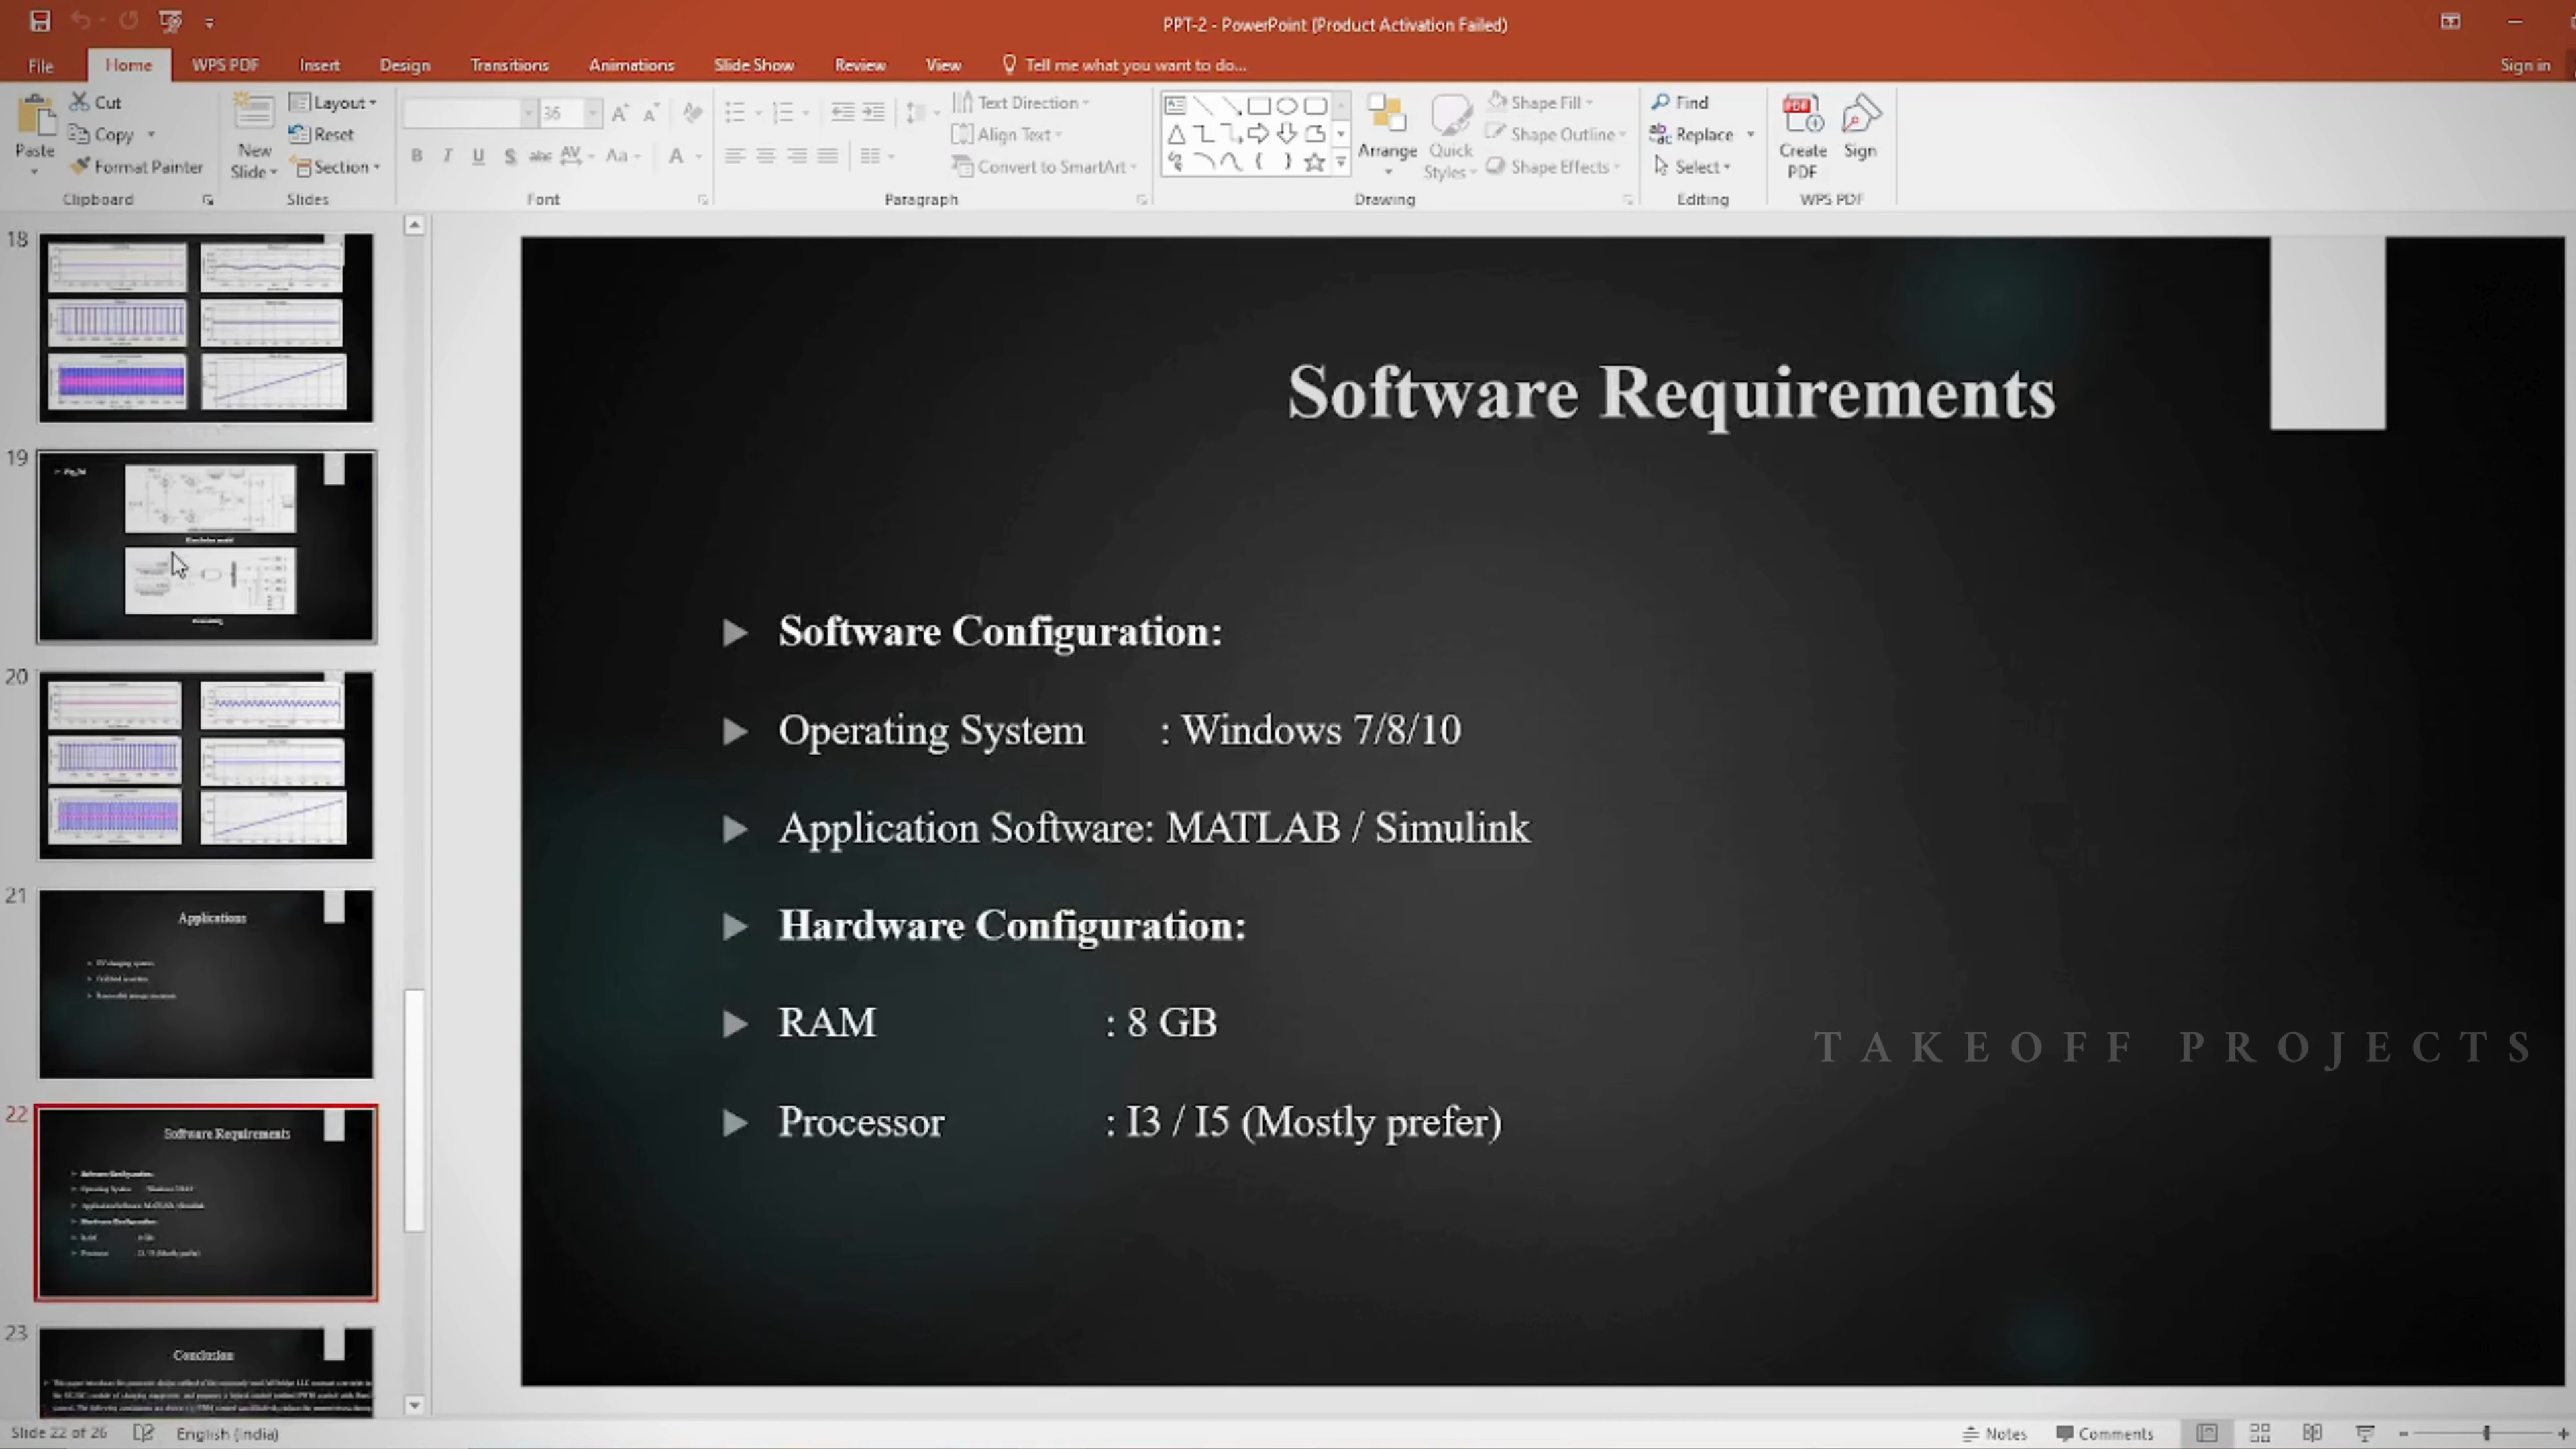 PPT-2 - PowerPoint (Product Activation Failed)
File Home WPS PDF Insert Design Transitions Animations Slide Show Review View Tell me what you want to do... Sign in
Paste
Cut
Copy
Format Painter
Clipboard
New Slide
Layout
Reset
Section
Slides
36
B I U S abc AV Aa A
Font
Text Direction
Align Text
Convert to SmartArt
Paragraph
Arrange
Quick Styles
Shape Fill
Shape Outline
Shape Effects
Drawing
Find
Replace
Select
Editing
Create PDF
Sign
WPS PDF
18
19
20
21
Applications
22
Software Requirements
23
Conclusion
Software Requirements
Software Configuration:
Operating System : Windows 7/8/10
Application Software: MATLAB / Simulink
Hardware Configuration:
RAM : 8 GB
Processor : I3 / I5 (Mostly prefer)
TAKEOFF PROJECTS
Slide 22 of 26 English (India) Notes Comments